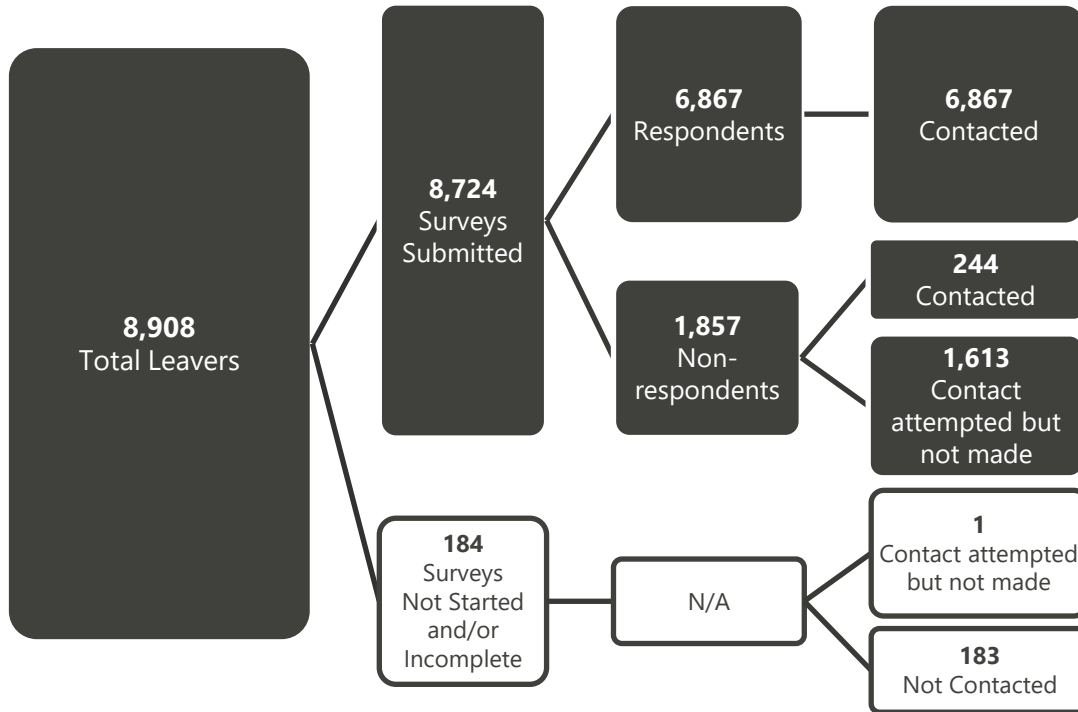 8,908
Total Leavers
8,724
Surveys
Submitted
6,867
Respondents
6,867
Contacted
1,857
Non-
respondents
244
Contacted
1,613
Contact
attempted but
not made
184
Surveys
Not Started
and/or
Incomplete
N/A
1
Contact attempted
but not made
183
Not Contacted